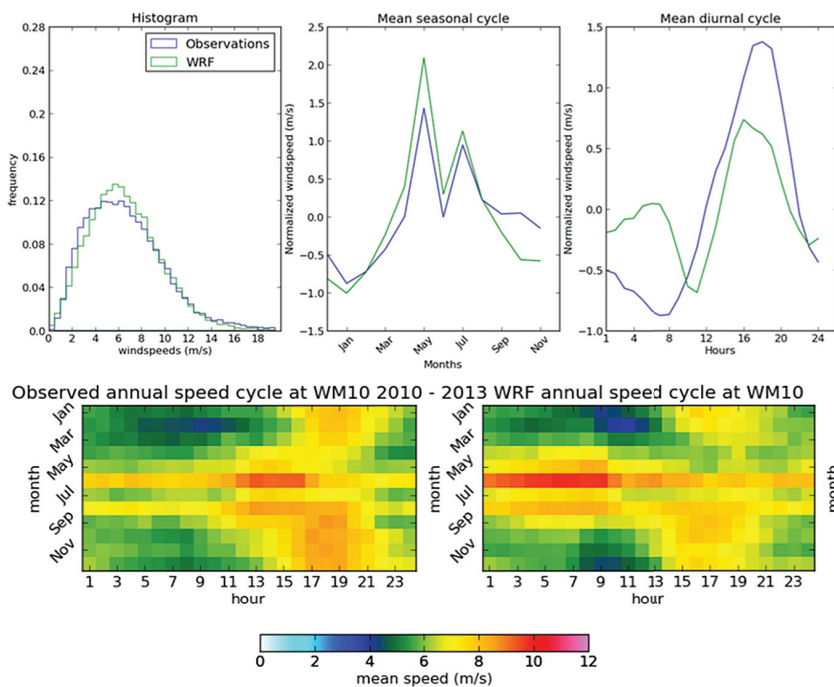 Histogram
0.28
0.24
0.2
0.16
0.12
0.08
0.04
0.0
frequency
0 2 4 6 8 10 12 14 16 18
windspeeds (m/s)
Observations
WRF
Mean seasonal cycle
2.5
2.0
1.5
1.0
0.5
0.0
−0.5
−1.0
−1.5
Normalized windspeed (m/s)
Jan Mar May Jul Sep Nov
Months
Mean diurnal cycle
1.5
1.0
0.5
0.0
−0.5
−1.0
Normalized windspeed (m/s)
1 4 8 12 16 20 24
Hours
Observed annual speed cycle at WM10 2010 - 2013 WRF annual speed cycle at WM10
Jan
Mar
May
Jul
Sep
Nov
month
1 3 5 7 9 11 13 15 17 19 21 23
hour
Jan
Mar
May
Jul
Sep
Nov
month
1 3 5 7 9 11 13 15 17 19 21 23
hour
month
0 2 4 6 8 10 12
mean speed (m/s)